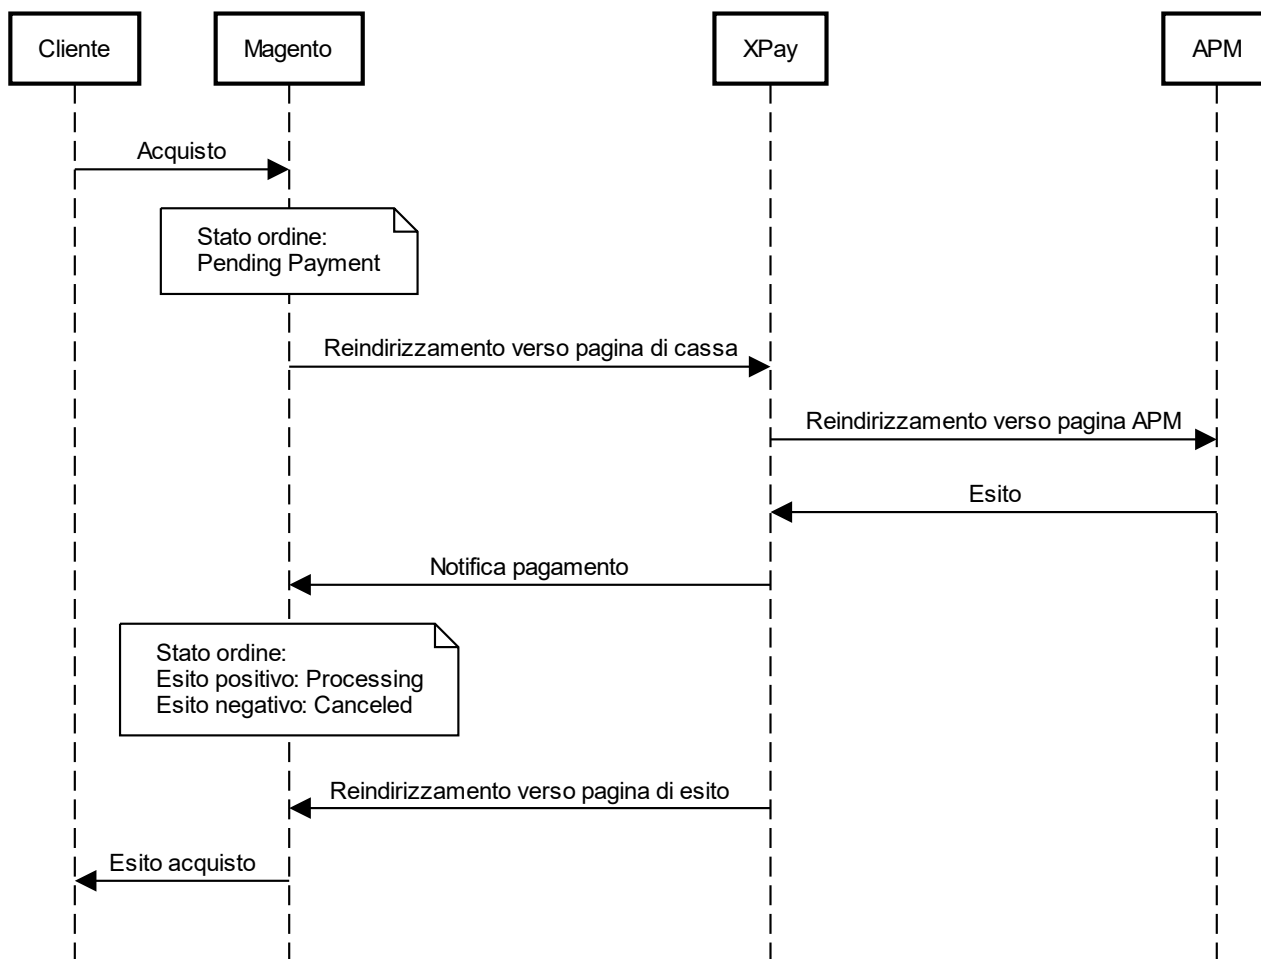 Cliente
Magento
XPay
APM
Acquisto
Stato ordine:
Pending Payment
Reindirizzamento verso pagina di cassa
Reindirizzamento verso pagina APM
Esito
Notifica pagamento
Stato ordine:
Esito positivo: Processing
Esito negativo: Canceled
Reindirizzamento verso pagina di esito
Esito acquisto